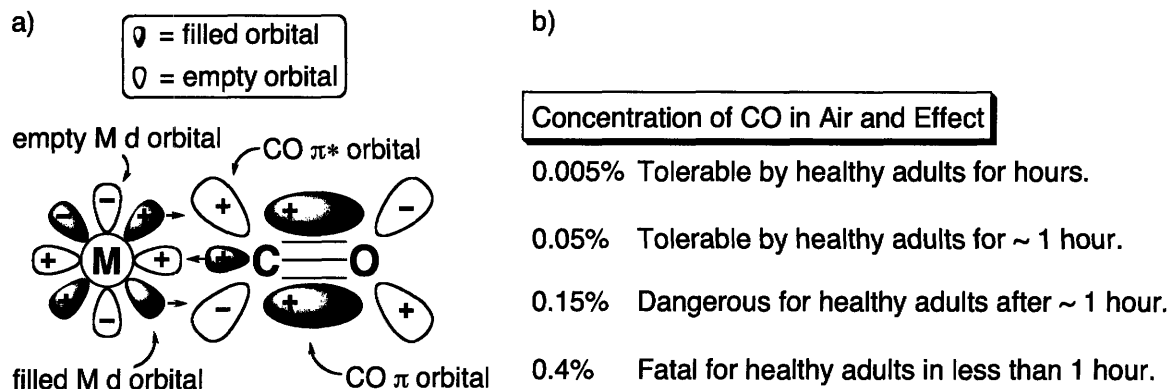 a)
= filled orbital
= empty orbital
empty M d orbital
CO π* orbital
- - + + + -
+ M + + C O
+ - - + +
filled M d orbital
CO π orbital
b)
Concentration of CO in Air and Effect
0.005% Tolerable by healthy adults for hours.
0.05% Tolerable by healthy adults for ~ 1 hour.
0.15% Dangerous for healthy adults after ~ 1 hour.
0.4% Fatal for healthy adults in less than 1 hour.